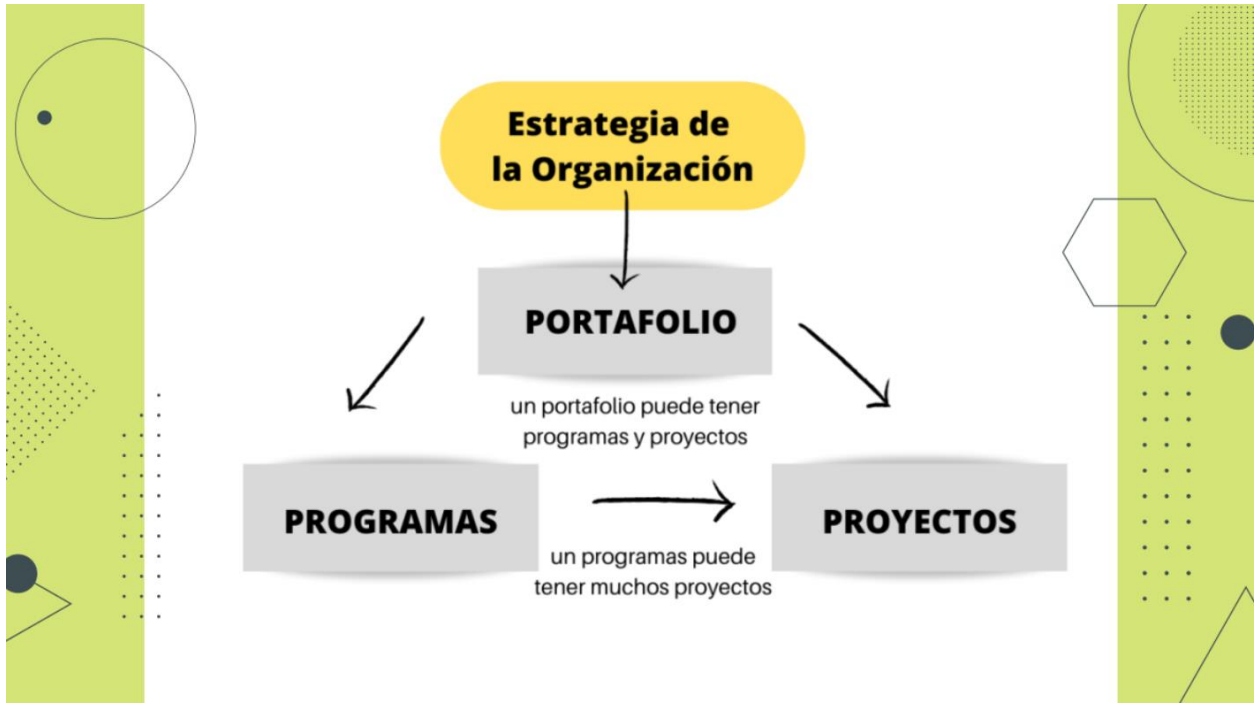 Estrategia de
la Organización
PORTAFOLIO
un portafolio puede tener
programas y proyectos
PROGRAMAS
PROYECTOS
un programas puede
tener muchos proyectos